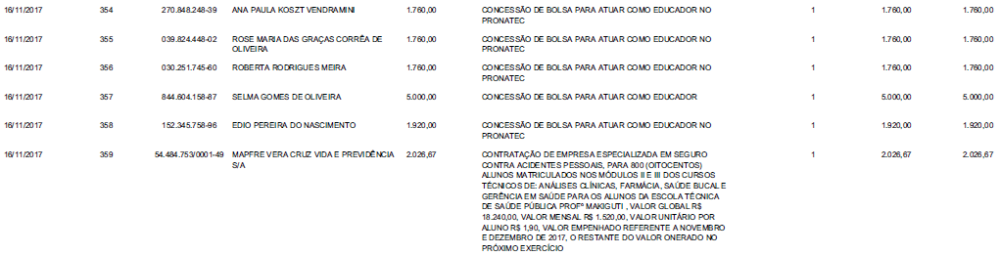 16/11/2017 354 270.848.248-39 ANA PAULA KOSZT VENDRAMINI 1.760,00 CONCESSÃO DE BOLSA PARA ATUAR COMO EDUCADOR NO 1 1.760,00 1.760,00
PRONATEC
16/11/2017 355 039.824.448-02 ROSE MARIA DAS GRAÇAS CORRÊA DE 1.760,00 CONCESSÃO DE BOLSA PARA ATUAR COMO EDUCADOR NO 1 1.760,00 1.760,00
OLIVEIRA PRONATEC
16/11/2017 356 030.251.745-60 ROBERTA RODRIGUES MEIRA 1.760,00 CONCESSÃO DE BOLSA PARA ATUAR COMO EDUCADOR NO 1 1.760,00 1.760,00
PRONATEC
16/11/2017 357 844.604.158-87 SELMA GOMES DE OLIVEIRA 5.000,00 CONCESSÃO DE BOLSA PARA ATUAR COMO EDUCADOR 1 5.000,00 5.000,00
16/11/2017 358 152.345.758-96 EDIO PEREIRA DO NASCIMENTO 1.920,00 CONCESSÃO DE BOLSA PARA ATUAR COMO EDUCADOR NO 1 1.920,00 1.920,00
PRONATEC
16/11/2017 359 54.484.753/0001-49 MAPFRE VERA CRUZ VIDA E PREVIDÊNCIA 2.026,67 CONTRATAÇÃO DE EMPRESA ESPECIALIZADA EM SEGURO 1 2.026,67 2.026,67
S/A CONTRA ACIDENTES PESSOAIS, PARA 800 (OITOCENTOS)
ALUNOS MATRICULADOS NOS MÓDULOS II E III DOS CURSOS
TÉCNICOS DE: ANÁLISES CLÍNICAS, FARMÁCIA, SAÚDE BUCAL E
GERÊNCIA EM SAÚDE PARA OS ALUNOS DA ESCOLA TÉCNICA
DE SAÚDE PÚBLICA PROFº MAKIGUTI , VALOR GLOBAL R$
18.240,00, VALOR MENSAL R$ 1.520,00, VALOR UNITÁRIO POR
ALUNO R$ 1,90, VALOR EMPENHADO REFERENTE A NOVEMBRO
E DEZEMBRO DE 2017, O RESTANTE DO VALOR ONERADO NO
PRÓXIMO EXERCÍCIO